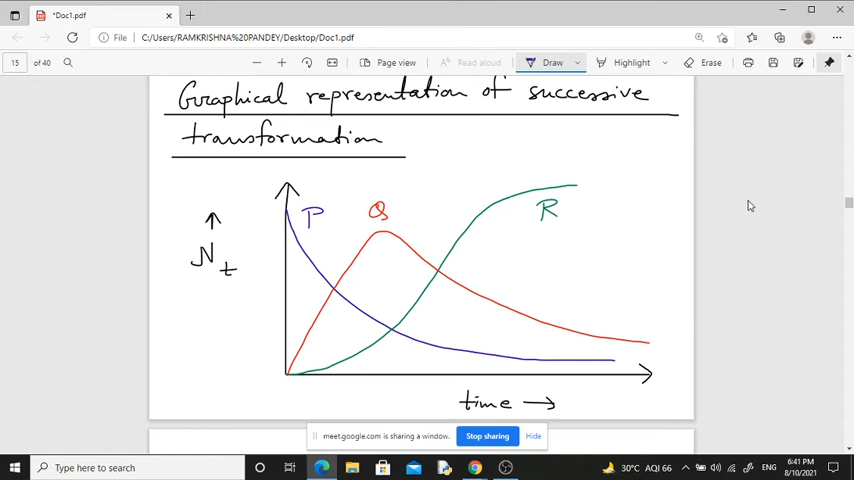 *Doc1.pdf
File
C:/Users/RAMKRISHNA%20PANDEY/Desktop/Doc1.pdf
15 of 40
Page view
Read aloud
Draw
Highlight
Erase
Graphical representation of successive
transformation
P
Q
R
↑
Nt
time →
meet.google.com is sharing a window.
Stop sharing
Hide
Type here to search
30°C AQI 66
ENG
6:41 PM
8/10/2021